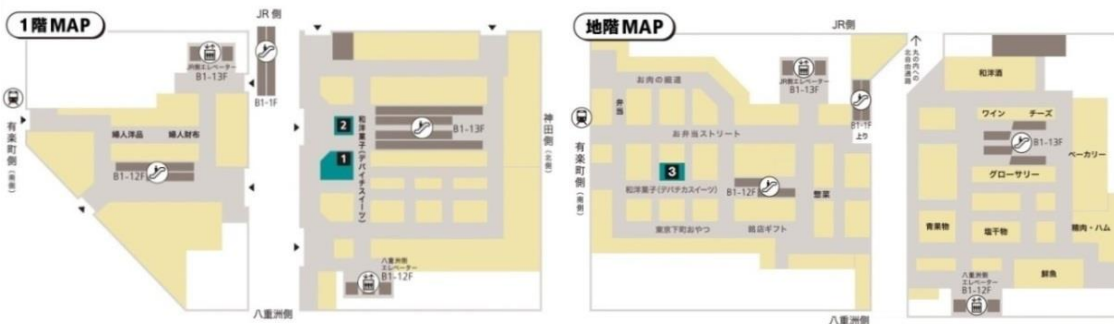 1階MAP
JR側
JR側エレベーター
B1-13F
B1-1F
有楽町側(南側)
婦人洋品
婦人財布
B1-12F
2
1
和洋菓子(デパイチスイーツ)
B1-13F
神田側(北側)
八重洲側
エレベーター
B1-12F
八重洲側
地階MAP
JR側
丸の内への
北自由通路
お肉の細道
弁当
JR側エレベーター
B1-13F
B1-1F
上り
有楽町側(南側)
お弁当ストリート
3
和洋菓子(デパチカスイーツ)
B1-12F
惣菜
東京下町おやつ
銘店ギフト
和洋酒
ワイン
チーズ
B1-13F
ベーカリー
グローサリー
青果物
塩干物
精肉・ハム
鮮魚
八重洲側
エレベーター
B1-12F
八重洲側